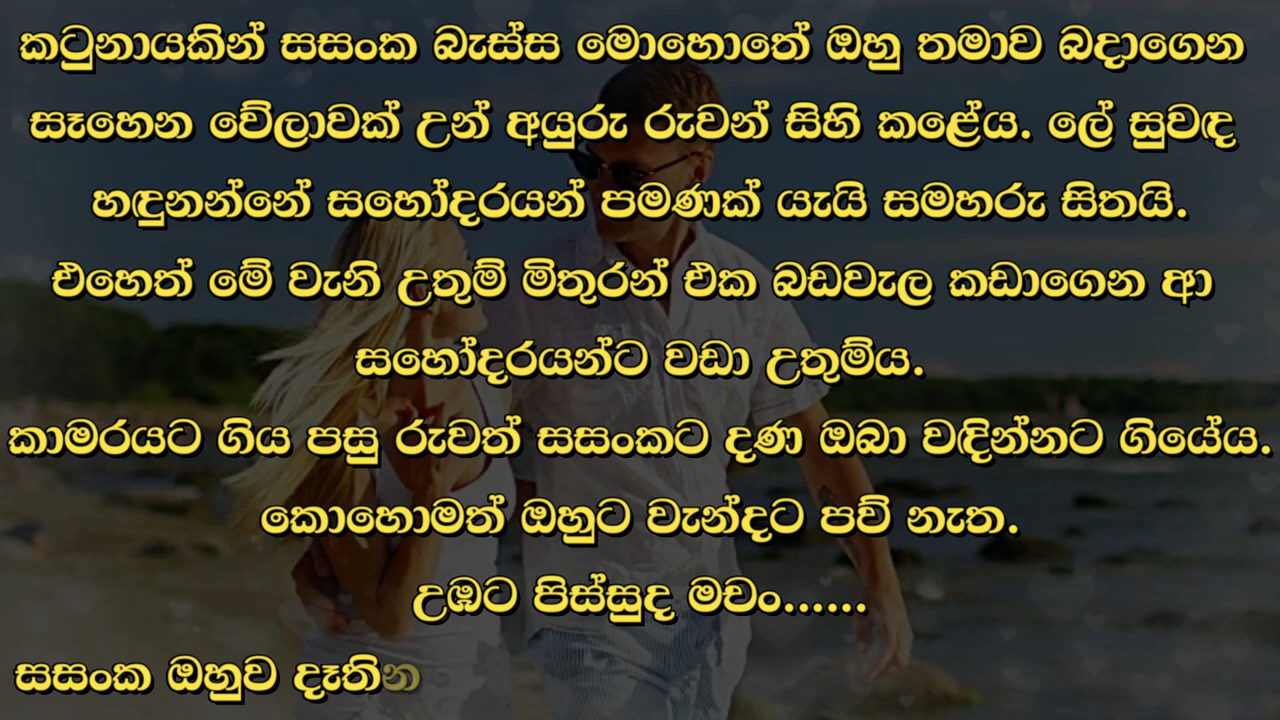 කටුනායකින් සසංක බැස්ස මොහොතේ ඔහු තමාව බදාගෙන
සෑහෙන වේලාවක් උන් අයුරු රුවන් සිහි කළේය. ලේ සුවඳ
හඳුනන්නේ සහෝදරයන් පමණක් යැයි සමහරු සිතයි.
එහෙත් මේ වැනි උතුම් මිතුරන් එක බඩවැල කඩාගෙන ආ
සහෝදරයන්ට වඩා උතුම්ය.
කාමරයට ගිය පසු රුවත් සසංකට දණ ඔබා වඳින්නට ගියේය.
කොහොමත් ඔහුට වැන්දට පව් නැත.
උඹට පිස්සුද මචං......
සසංක ඔහුව දෑතින